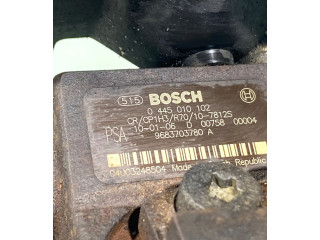 515 BOSCH
0 445 010 102
CR/CP1H3/R70/10-7812S
PSA 10-01-06 D 00758 00004
9683703780 A
Made Republic